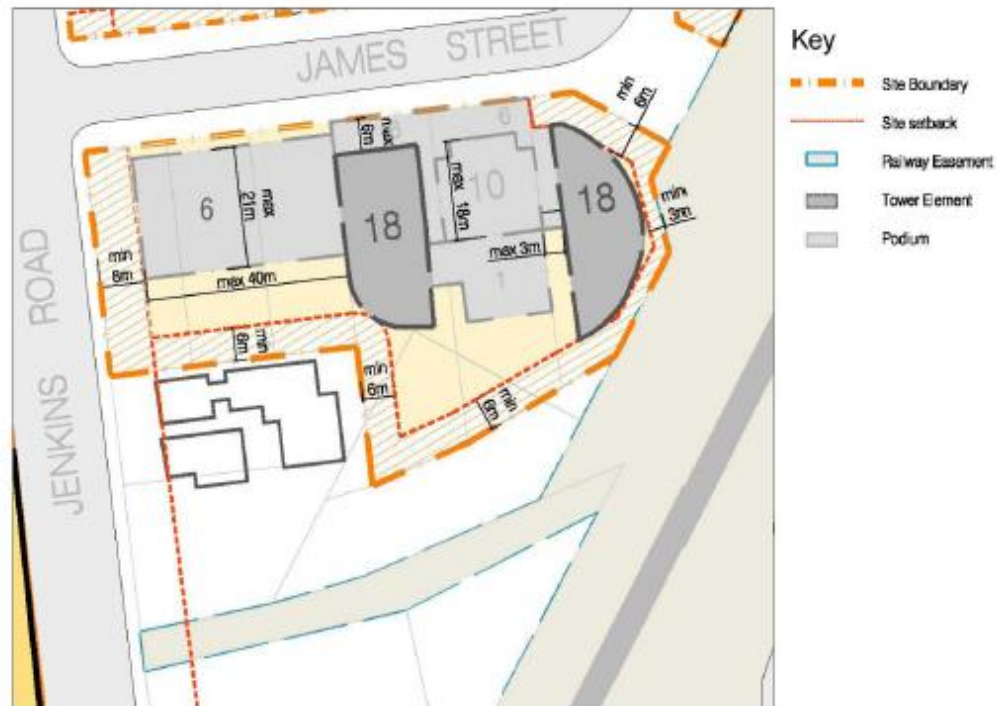 JAMES STREET
JENKINS ROAD
6
18
10
18
6
min
6m
max
6m
max
21m
max
18m
max 3m
min
3m
min
6m
max 40m
min
6m
min
6m
min
6m
Key
Site Boundary
Site setback
Railway Easement
Tower Element
Podium